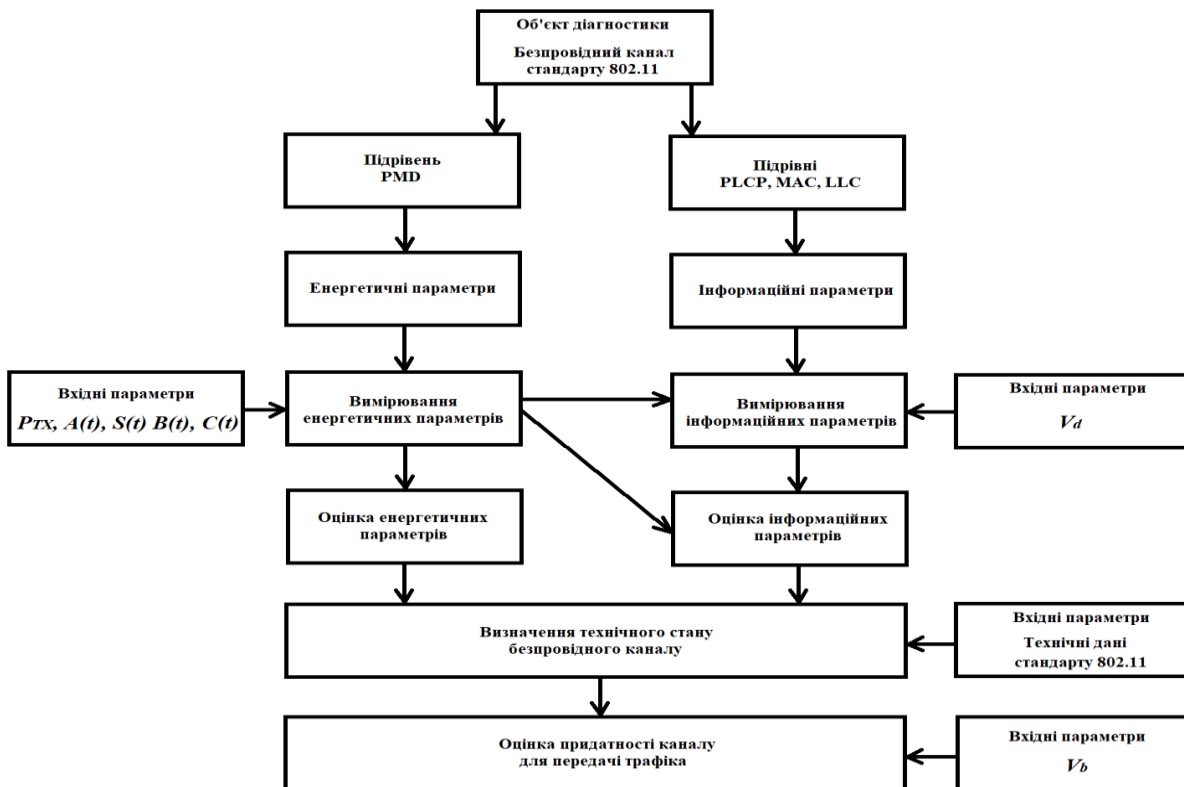 Об'єкт діагностики
Безпровідний канал
стандарту 802.11
Підрівень
PMD
Підрівні
PLCP, MAC, LLC
Енергетичні параметри
Інформаційні параметри
Вхідні параметри
PTX, A(t), S(t) B(t), C(t)
Вимірювання
енергетичних параметрів
Вимірювання
інформаційних параметрів
Вхідні параметри
Vd
Оцінка енергетичних
параметрів
Оцінка інформаційних
параметрів
Визначення технічного стану
безпровідного каналу
Вхідні параметри
Технічні дані
стандарту 802.11
Оцінка придатності каналу
для передачі трафіка
Вхідні параметри
Vb